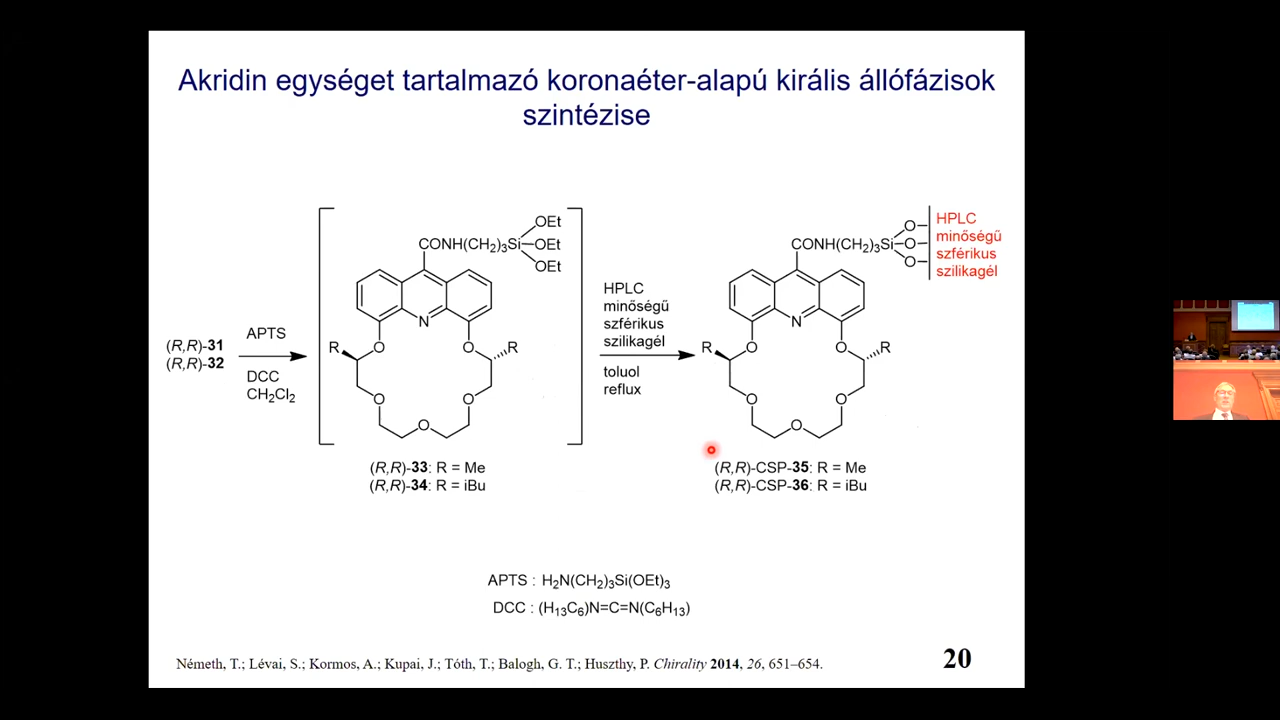 Akridin egységet tartalmazó koronaéter-alapú királis állófázisok
szintézise
(R,R)-31
(R,R)-32
APTS
DCC
CH₂Cl₂
CONH(CH₂)₃Si
OEt
OEt
OEt
N
R
O
O
R
O
O
O
(R,R)-33: R = Me
(R,R)-34: R = iBu
HPLC
minőségű
szférikus
szilikagél
toluol
reflux
CONH(CH₂)₃Si
O
O
O
HPLC
minőségű
szférikus
szilikagél
N
R
O
O
R
O
O
O
(R,R)-CSP-35: R = Me
(R,R)-CSP-36: R = iBu
APTS : H₂N(CH₂)₃Si(OEt)₃
DCC : (H₁₃C₆)N=C=N(C₆H₁₃)
Németh, T.; Lévai, S.; Kormos, A.; Kupai, J.; Tóth, T.; Balogh, G. T.; Huszthy, P. Chirality 2014, 26, 651–654.
20